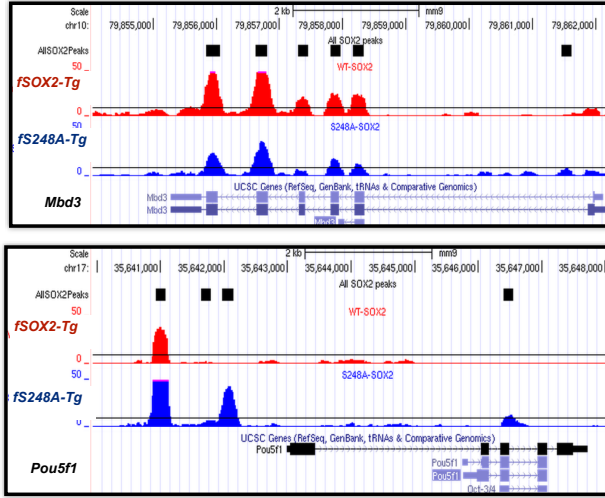 Scale 2 kb mm9
chr10: 79,855,000 79,856,000 79,857,000 79,858,000 79,859,000 79,860,000 79,861,000 79,862,000
All SOX2 peaks
AllSOX2Peaks
50 WT-SOX2
fSOX2-Tg
0
50 S248A-SOX2
fS248A-Tg
0
UCSC Genes (RefSeq, GenBank, tRNAs & Comparative Genomics)
Mbd3
Mbd3
Mbd3
Mbd3
Scale 2 kb mm9
chr17: 35,641,000 35,642,000 35,643,000 35,644,000 35,645,000 35,646,000 35,647,000 35,648,000
All SOX2 peaks
AllSOX2Peaks
50 WT-SOX2
fSOX2-Tg
0
50 S248A-SOX2
fS248A-Tg
0
UCSC Genes (RefSeq, GenBank, tRNAs & Comparative Genomics)
Pou5f1
Pou5f1
Pou5f1
Pou5f1
Oct-3/4